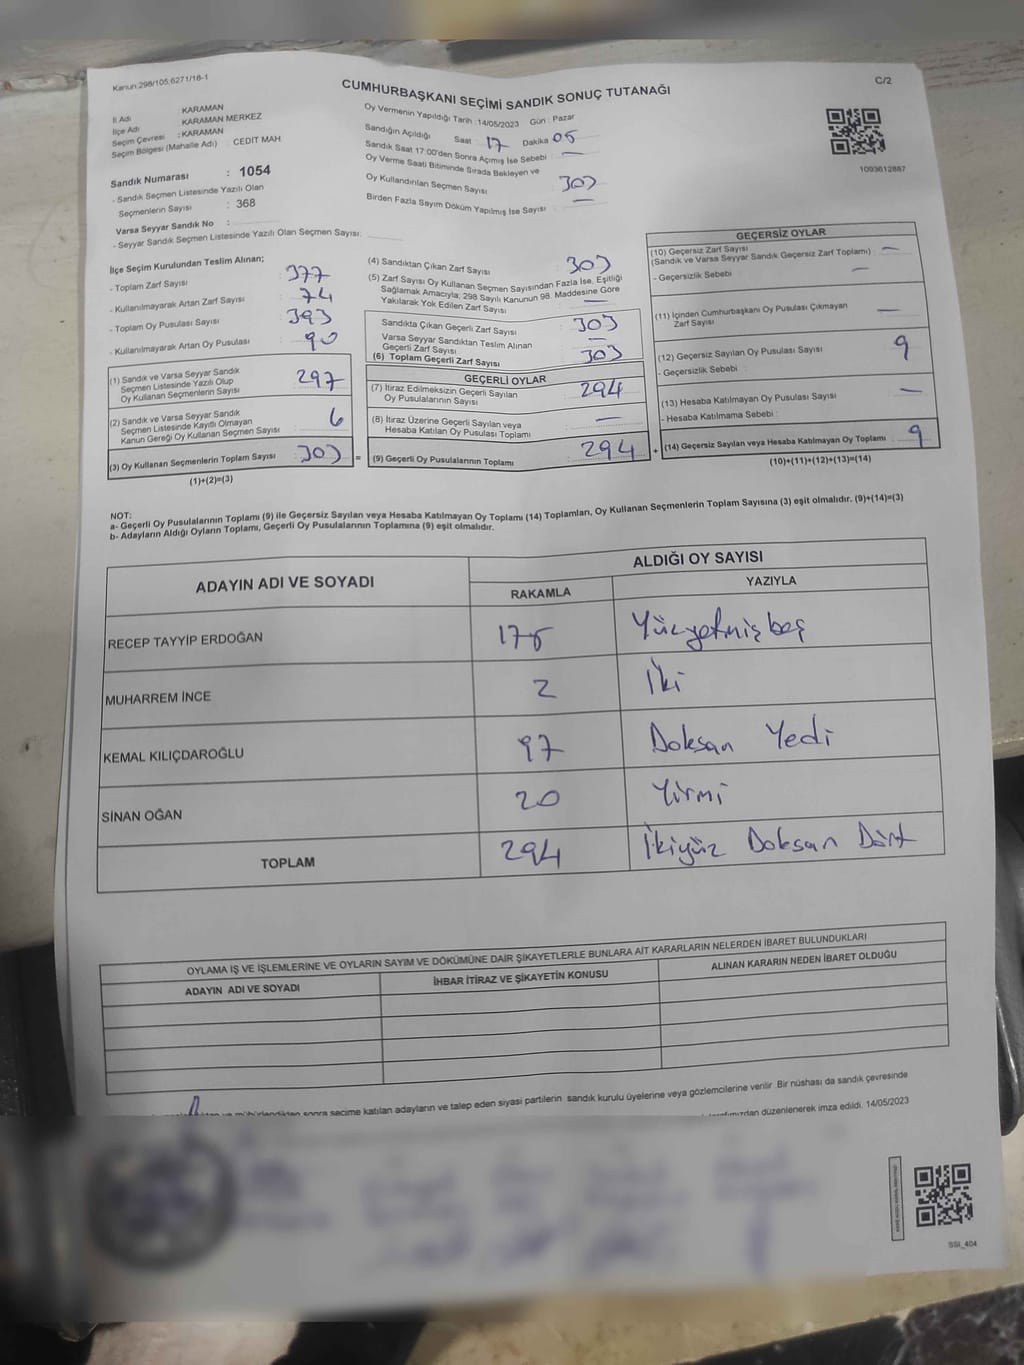 Kanun:298/105,6271/18-1
C/2
CUMHURBAŞKANI SEÇİMİ SANDIK SONUÇ TUTANAĞI
İl Adı : KARAMAN
İlçe Adı : KARAMAN MERKEZ
Seçim Çevresi : KARAMAN
Seçim Bölgesi (Mahalle Adı) : CEDİT MAH
Sandık Numarası : 1054
- Sandık Seçmen Listesinde Yazılı Olan
Seçmenlerin Sayısı : 368
Varsa Seyyar Sandık No :
- Seyyar Sandık Seçmen Listesinde Yazılı Olan Seçmen Sayısı:
Oy Vermenin Yapıldığı Tarih : 14/05/2023 Gün : Pazar
Sandığın Açıldığı Saat : 17 Dakika 05
Sandık Saat 17:00'den Sonra Açılmış İse Sebebi : —
Oy Verme Saati Bitiminde Sırada Bekleyen ve
Oy Kullandırılan Seçmen Sayısı 303
Birden Fazla Sayım Döküm Yapılmış İse Sayısı : —
1093612887
İlçe Seçim Kurulundan Teslim Alınan;
- Toplam Zarf Sayısı : 377
- Kullanılmayarak Artan Zarf Sayısı : 74
- Toplam Oy Pusulası Sayısı : 393
- Kullanılmayarak Artan Oy Pusulası : 90
(1) Sandık ve Varsa Seyyar Sandık
Seçmen Listesinde Yazılı Olup
Oy Kullanan Seçmenlerin Sayısı : 297
(2) Sandık ve Varsa Seyyar Sandık
Seçmen Listesinde Kayıtlı Olmayan
Kanun Gereği Oy Kullanan Seçmen Sayısı : 6
(3) Oy Kullanan Seçmenlerin Toplam Sayısı : 303 =
(1)+(2)=(3)
(4) Sandıktan Çıkan Zarf Sayısı : 303
(5) Zarf Sayısı Oy Kullanan Seçmen Sayısından Fazla İse, Eşitliği
Sağlamak Amacıyla; 298 Sayılı Kanunun 98. Maddesine Göre
Yakılarak Yok Edilen Zarf Sayısı : —
Sandıkta Çıkan Geçerli Zarf Sayısı : 303
Varsa Seyyar Sandıktan Teslim Alınan
Geçerli Zarf Sayısı : —
(6) Toplam Geçerli Zarf Sayısı : 303
GEÇERLİ OYLAR
(7) İtiraz Edilmeksizin Geçerli Sayılan
Oy Pusulalarının Sayısı : 294
(8) İtiraz Üzerine Geçerli Sayılan veya
Hesaba Katılan Oy Pusulası Toplamı : —
(9) Geçerli Oy Pusulalarının Toplamı : 294 +
GEÇERSİZ OYLAR
(10) Geçersiz Zarf Sayısı
(Sandık ve Varsa Seyyar Sandık Geçersiz Zarf Toplamı) : —
- Geçersizlik Sebebi : —
(11) İçinden Cumhurbaşkanı Oy Pusulası Çıkmayan
Zarf Sayısı : —
(12) Geçersiz Sayılan Oy Pusulası Sayısı : 9
- Geçersizlik Sebebi :
(13) Hesaba Katılmayan Oy Pusulası Sayısı : —
- Hesaba Katılmama Sebebi :
(14) Geçersiz Sayılan veya Hesaba Katılmayan Oy Toplamı : 9
(10)+(11)+(12)+(13)=(14)
NOT:
a- Geçerli Oy Pusulalarının Toplamı (9) ile Geçersiz Sayılan veya Hesaba Katılmayan Oy Toplamı (14) Toplamları, Oy Kullanan Seçmenlerin Toplam Sayısına (3) eşit olmalıdır. (9)+(14)=(3)
b- Adayların Aldığı Oyların Toplamı, Geçerli Oy Pusulalarının Toplamına (9) eşit olmalıdır.
ADAYIN ADI VE SOYADI
ALDIĞI OY SAYISI
RAKAMLA YAZIYLA
RECEP TAYYİP ERDOĞAN 175 Yüzyetmişbeş
MUHARREM İNCE 2 İki
KEMAL KILIÇDAROĞLU 97 Doksan Yedi
SİNAN OĞAN 20 Yirmi
TOPLAM 294 İkiyüz Doksan Dört
OYLAMA İŞ VE İŞLEMLERİNE VE OYLARIN SAYIM VE DÖKÜMÜNE DAİR ŞİKAYETLERLE BUNLARA AİT KARARLARIN NELERDEN İBARET BULUNDUKLARI
ADAYIN ADI VE SOYADI İHBAR İTİRAZ VE ŞİKAYETİN KONUSU ALINAN KARARIN NEDEN İBARET OLDUĞU
ve mühürlendikten sonra seçime katılan adayların ve talep eden siyasi partilerin sandık kurulu üyelerine veya gözlemcilerine verilir. Bir nüshası da sandık çevresinde
düzenlenerek imza edildi. 14/05/2023
SSI_404